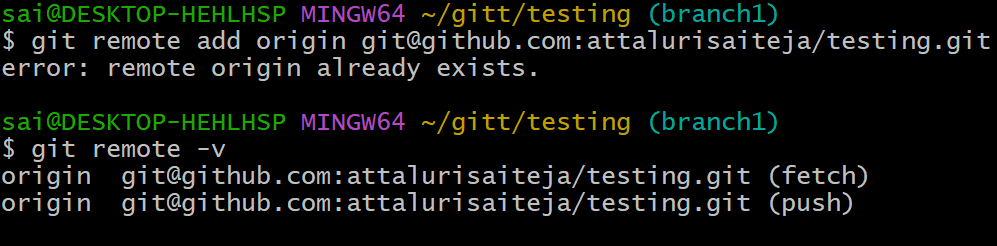 sai@DESKTOP-HEHLHSP MINGW64 ~/gitt/testing (branch1)
$ git remote add origin git@github.com:attalurisaiteja/testing.git
error: remote origin already exists.
sai@DESKTOP-HEHLHSP MINGW64 ~/gitt/testing (branch1)
$ git remote -v
origin  git@github.com:attalurisaiteja/testing.git (fetch)
origin  git@github.com:attalurisaiteja/testing.git (push)